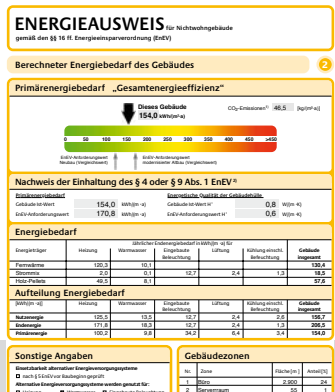 ENERGIEAUSWEIS für Nichtwohngebäude
gemäß den §§ 16 ff. Energieeinsparverordnung (EnEV)
Berechneter Energiebedarf des Gebäudes 2
Primärenergiebedarf „Gesamtenergieeffizienz"
Dieses Gebäude
154,0 kWh/(m²·a)
CO₂-Emissionen¹⁾ 46,5 [kg/(m²·a)]
0 50 100 150 200 250 300 350 400 450 >450
EnEV-Anforderungswert
Neubau (Vergleichswert)
EnEV-Anforderungswert
modernisierter Altbau (Vergleichswert)
Nachweis der Einhaltung des § 4 oder § 9 Abs. 1 EnEV ²⁾
Primärenergiebedarf Energetische Qualität der Gebäudehülle
Gebäude Ist-Wert 154,0 kWh/(m ·a) Gebäude Ist-Wert H' 0,8 W/(m ·K)
EnEV-Anforderungswert 170,8 kWh/(m ·a) EnEV-Anforderungswert H' 0,6 W/(m ·K)
Energiebedarf
Jährlicher Endenergiebedarf in kWh/(m ·a) für
Energieträger Heizung Warmwasser Eingebaute Beleuchtung Lüftung Kühlung einschl. Befeuchtung Gebäude insgesamt
Fernwärme 120,3 10,1 130,4
Strommix 2,0 0,1 12,7 2,4 1,3 18,5
Holz-Pellets 49,5 8,1 57,6
Aufteilung Energiebedarf
[kWh/(m ·a)] Heizung Warmwasser Eingebaute Beleuchtung Lüftung Kühlung einschl. Befeuchtung Gebäude insgesamt
Nutzenergie 125,5 13,5 12,7 2,4 2,6 156,7
Endenergie 171,8 18,3 12,7 2,4 1,3 206,5
Primärenergie 100,2 9,8 34,2 6,4 3,4 154,0
Sonstige Angaben
Einsetzbarkeit alternativer Energieversorgungssysteme
nach § 5 EnEV vor Baubeginn geprüft
Alternative Energieversorgungssysteme werden genutzt für:
Gebäudezonen
Nr. Zone Fläche [m ] Anteil [%]
1 Büro 2.900 24
2 Serverraum 55